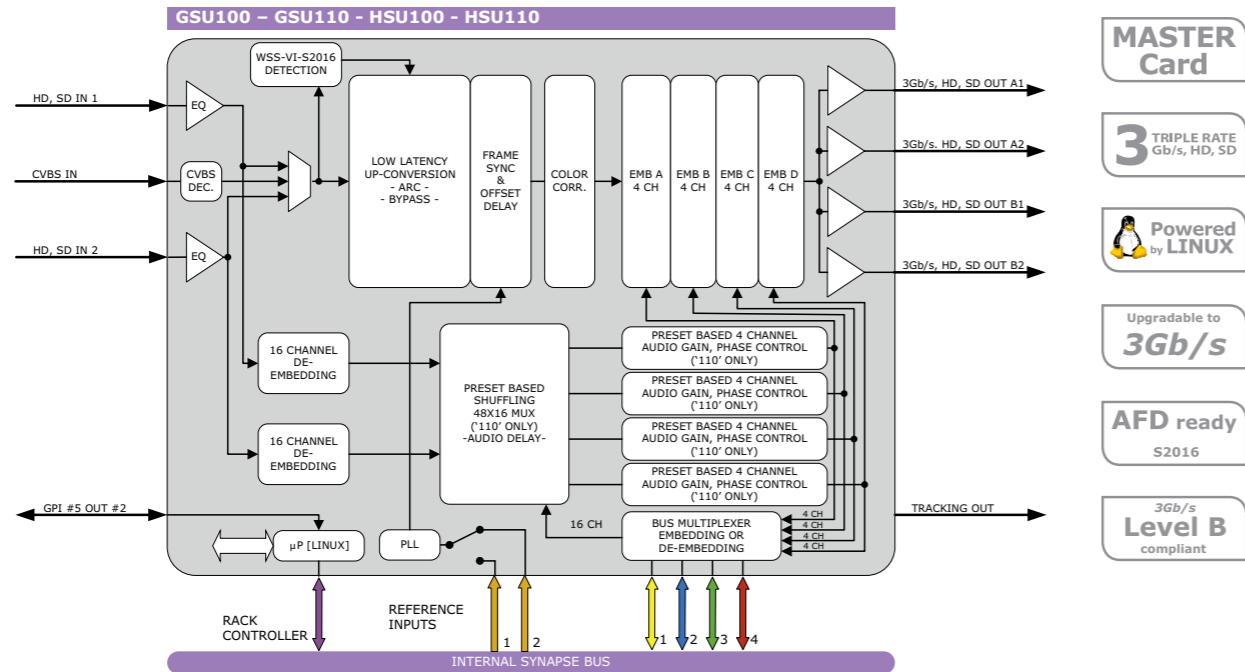 GSU100 – GSU110 - HSU100 - HSU110
WSS-VI-S2016
DETECTION
HD, SD IN 1
EQ
CVBS IN
CVBS
DEC.
HD, SD IN 2
EQ
LOW LATENCY
UP-CONVERSION
- ARC -
- BYPASS -
FRAME
SYNC
&
OFFSET
DELAY
COLOR
CORR.
EMB A
4 CH
EMB B
4 CH
EMB C
4 CH
EMB D
4 CH
3Gb/s, HD, SD OUT A1
3Gb/s, HD, SD OUT A2
3Gb/s, HD, SD OUT B1
3Gb/s, HD, SD OUT B2
16 CHANNEL
DE-
EMBEDDING
16 CHANNEL
DE-
EMBEDDING
PRESET BASED
SHUFFLING
48X16 MUX
(‘110’ ONLY)
-AUDIO DELAY-
PRESET BASED 4 CHANNEL
AUDIO GAIN, PHASE CONTROL
(‘110’ ONLY)
PRESET BASED 4 CHANNEL
AUDIO GAIN, PHASE CONTROL
(‘110’ ONLY)
PRESET BASED 4 CHANNEL
AUDIO GAIN, PHASE CONTROL
(‘110’ ONLY)
PRESET BASED 4 CHANNEL
AUDIO GAIN, PHASE CONTROL
(‘110’ ONLY)
GPI #5 OUT #2
µP [LINUX]
PLL
16 CH
BUS MULTIPLEXER
EMBEDDING OR
DE-EMBEDDING
4 CH
4 CH
4 CH
4 CH
TRACKING OUT
RACK
CONTROLLER
REFERENCE
INPUTS
1
2
1
2
3
4
INTERNAL SYNAPSE BUS
MASTER
Card
3 TRIPLE RATE
Gb/s, HD, SD
Powered
by LINUX
Upgradable to
3Gb/s
AFD ready
S2016
3Gb/s
Level B
compliant